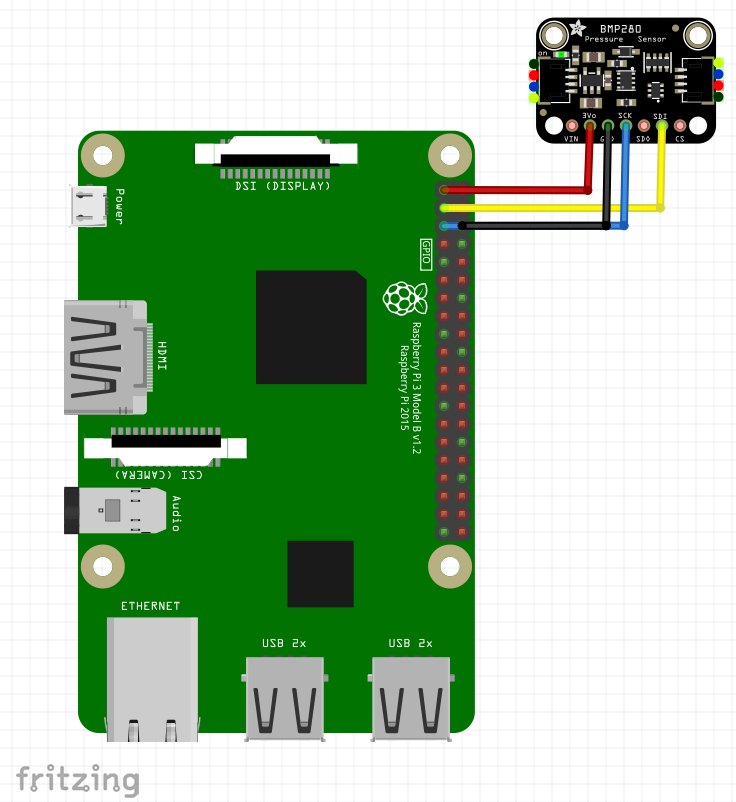 BMP280
Pressure Sensor
on
3Vo
SCK
SDI
VIN
SDO
CS
DSI (DISPLAY)
Power
GPIO
HDMI
Raspberry Pi 3 Model B v1.2
Raspberry Pi 2015
CSI (CAMERA)
Audio
ETHERNET
USB 2x
USB 2x
fritzing